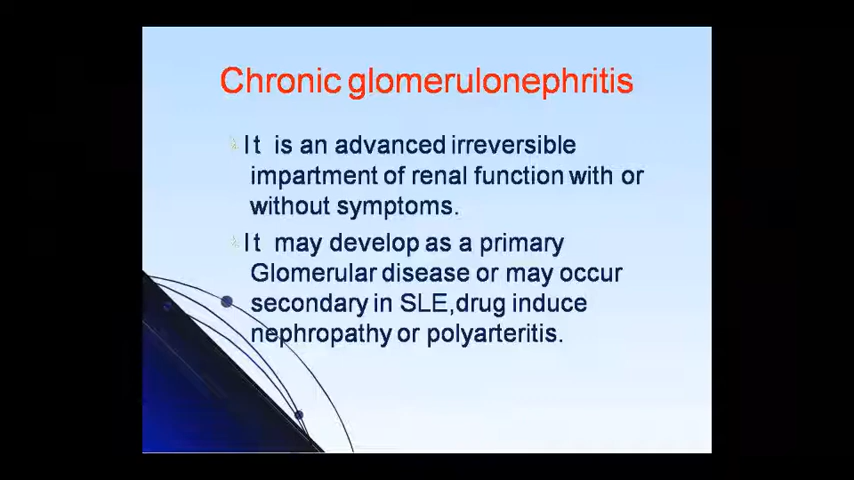 Chronic glomerulonephritis
It is an advanced irreversible
impartment of renal function with or
without symptoms.
It may develop as a primary
Glomerular disease or may occur
secondary in SLE,drug induce
nephropathy or polyarteritis.